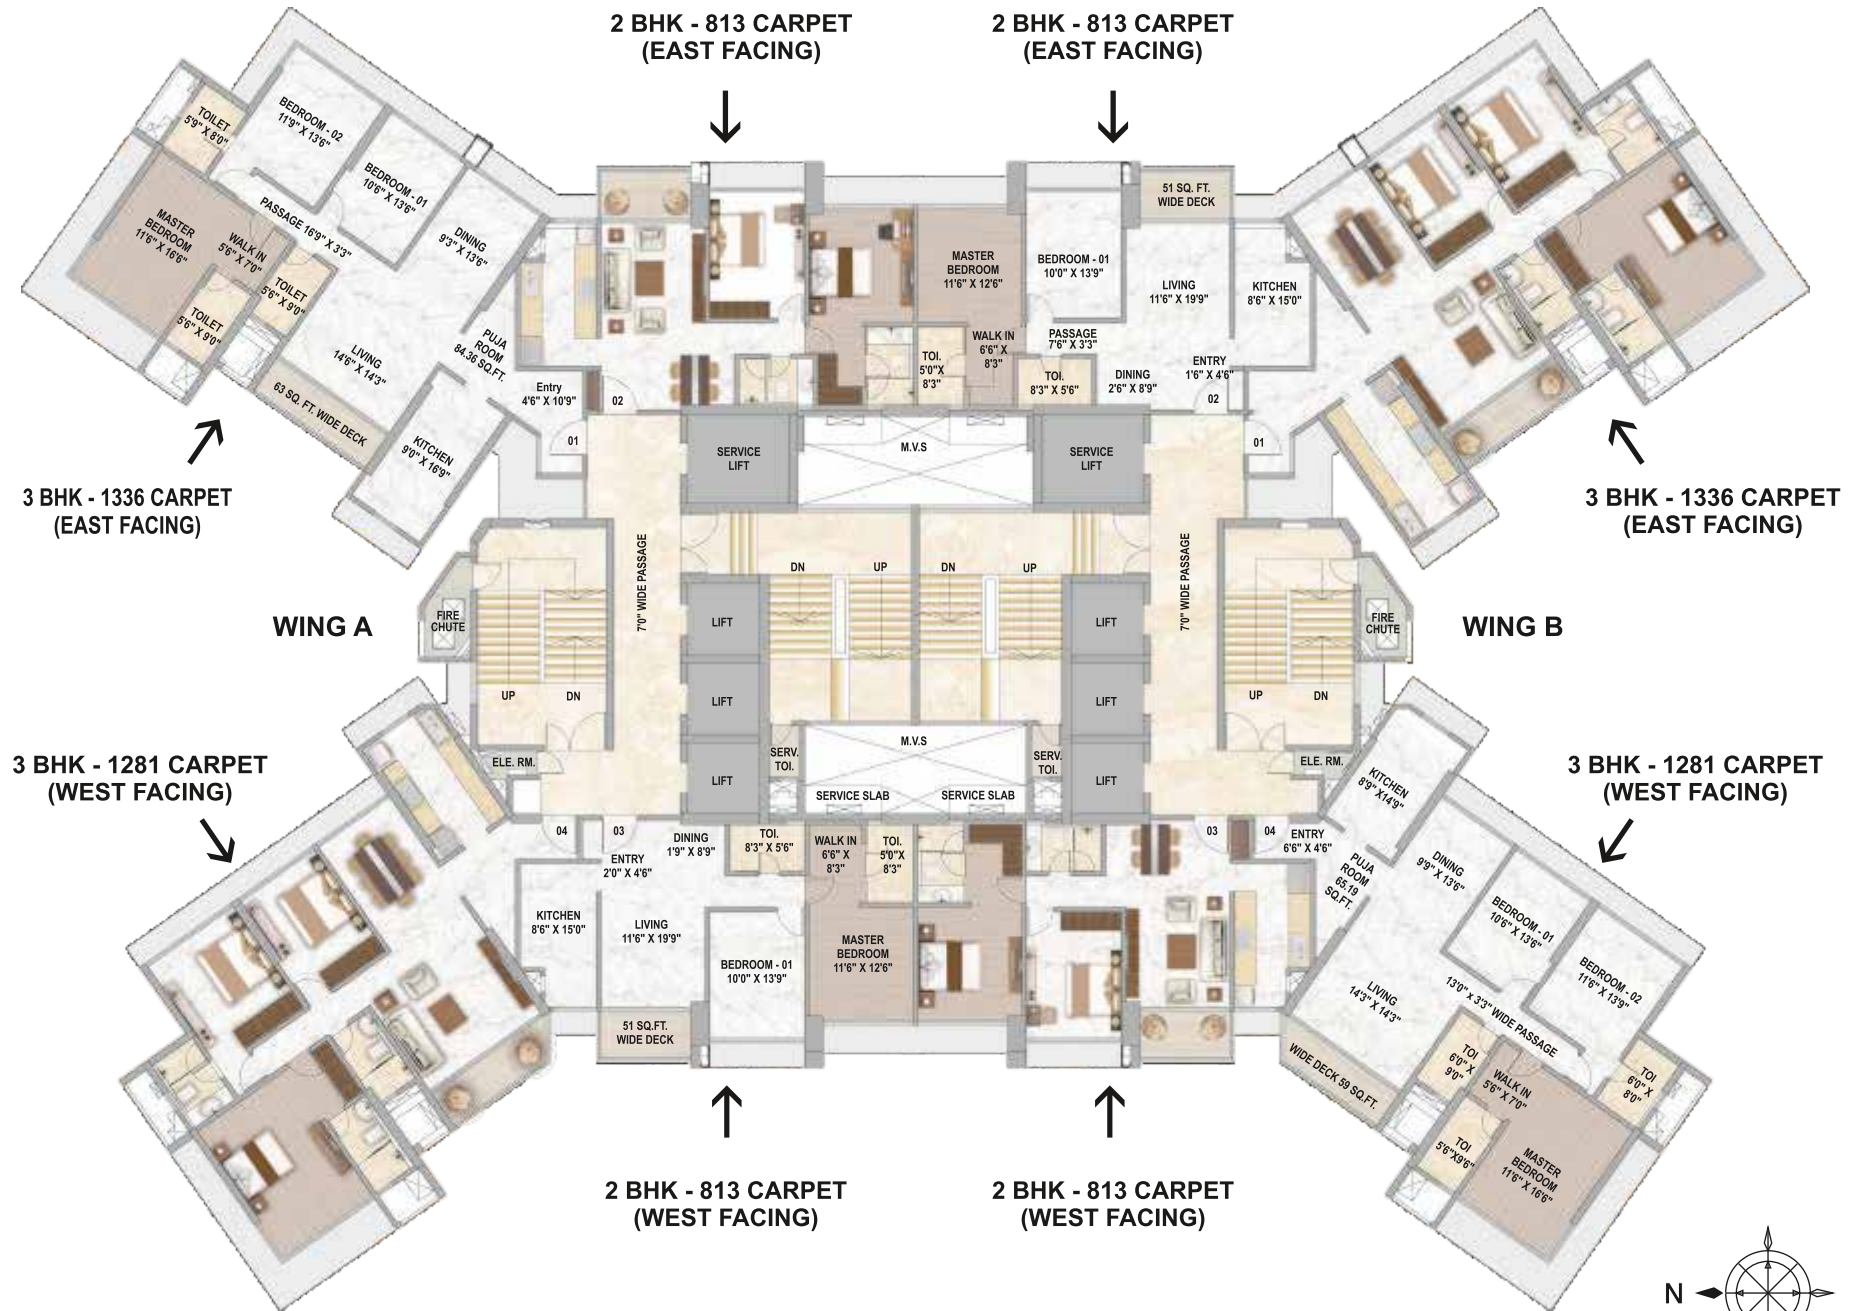 2 BHK - 813 CARPET
(EAST FACING)
2 BHK - 813 CARPET
(EAST FACING)
TOILET
5'9" X 8'0"
BEDROOM - 02
11'9" X 13'6"
BEDROOM - 01
10'6" X 13'6"
PASSAGE 16'9" X 3'3"
DINING
9'3" X 13'6"
MASTER
BEDROOM
11'6" X 16'6"
WALK IN
5'6" X 7'0"
TOILET
5'6" X 9'0"
TOILET
5'6" X 9'0"
LIVING
14'6" X 14'3"
PUJA
ROOM
84.36 SQ.FT.
63 SQ. FT. WIDE DECK
KITCHEN
9'0" X 16'9"
Entry
4'6" X 10'9"
02
01
MASTER
BEDROOM
11'6" X 12'6"
BEDROOM - 01
10'0" X 13'9"
51 SQ. FT.
WIDE DECK
LIVING
11'6" X 19'9"
KITCHEN
8'6" X 15'0"
WALK IN
6'6" X
8'3"
PASSAGE
7'6" X 3'3"
TOI.
5'0"X
8'3"
TOI.
8'3" X 5'6"
DINING
2'6" X 8'9"
ENTRY
1'6" X 4'6"
02
01
3 BHK - 1336 CARPET
(EAST FACING)
3 BHK - 1336 CARPET
(EAST FACING)
SERVICE
LIFT
M.V.S
SERVICE
LIFT
7'0" WIDE PASSAGE
7'0" WIDE PASSAGE
DN
UP
DN
UP
WING A
FIRE
CHUTE
LIFT
LIFT
FIRE
CHUTE
WING B
UP
DN
LIFT
LIFT
UP
DN
3 BHK - 1281 CARPET
(WEST FACING)
ELE. RM.
LIFT
SERV.
TOI.
M.V.S
SERVICE SLAB
SERVICE SLAB
SERV.
TOI.
LIFT
ELE. RM.
3 BHK - 1281 CARPET
(WEST FACING)
04
03
ENTRY
2'0" X 4'6"
DINING
1'9" X 8'9"
TOI.
8'3" X 5'6"
WALK IN
6'6" X
8'3"
TOI.
5'0"X
8'3"
KITCHEN
8'6" X 15'0"
LIVING
11'6" X 19'9"
BEDROOM - 01
10'0" X 13'9"
MASTER
BEDROOM
11'6" X 12'6"
51 SQ.FT.
WIDE DECK
03
04
ENTRY
6'6" X 4'6"
KITCHEN
8'9" X14'9"
PUJA
ROOM
65.19
SQ.FT.
DINING
9'9" X 13'6"
BEDROOM - 01
10'6" X 13'6"
BEDROOM - 02
11'6" X 13'9"
LIVING
14'3" X 14'3"
13'0" X 3'3" WIDE PASSAGE
WIDE DECK 59 SQ.FT.
TOI
6'0" X
9'0"
WALK IN
5'6" X 7'0"
TOI
6'0" X
8'0"
TOI
5'6"X9'6"
MASTER
BEDROOM
11'6" X 16'6"
2 BHK - 813 CARPET
(WEST FACING)
2 BHK - 813 CARPET
(WEST FACING)
N